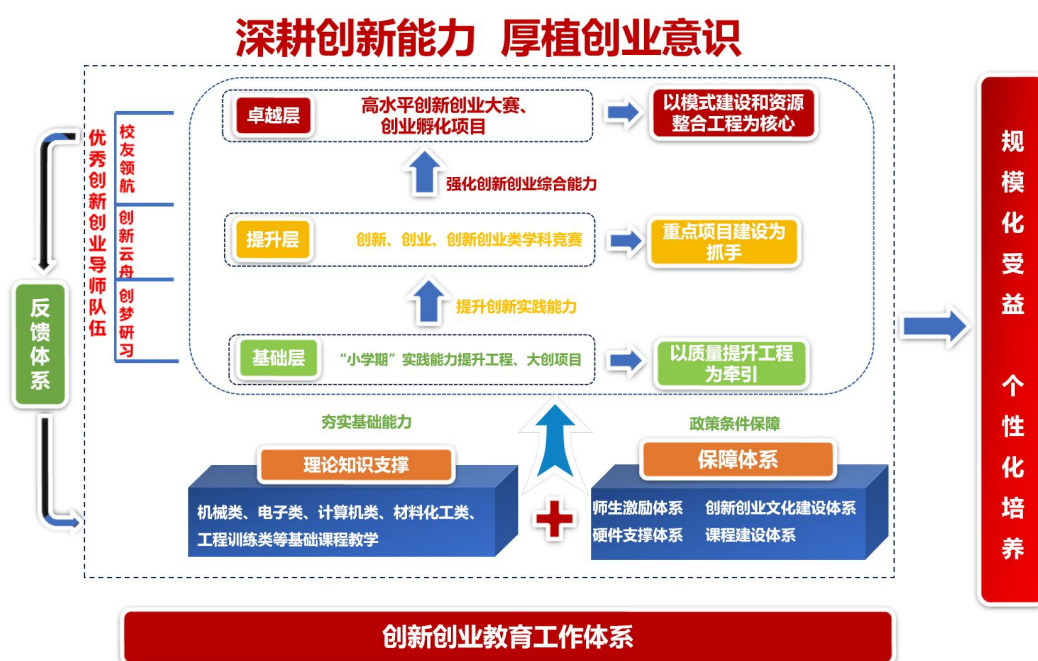 深耕创新能力 厚植创业意识
优秀创新创业导师队伍
校友领航
创新云舟
创梦研习
反馈体系
卓越层
高水平创新创业大赛、
创业孵化项目
以模式建设和资源
整合工程为核心
强化创新创业综合能力
提升层
创新、创业、创新创业类学科竞赛
重点项目建设为
抓手
提升创新实践能力
基础层
“小学期”实践能力提升工程、大创项目
以质量提升工程
为牵引
夯实基础能力
政策条件保障
理论知识支撑
机械类、电子类、计算机类、材料化工类、
工程训练类等基础课程教学
保障体系
师生激励体系 创新创业文化建设体系
硬件支撑体系 课程建设体系
规模化受益 个性化培养
创新创业教育工作体系